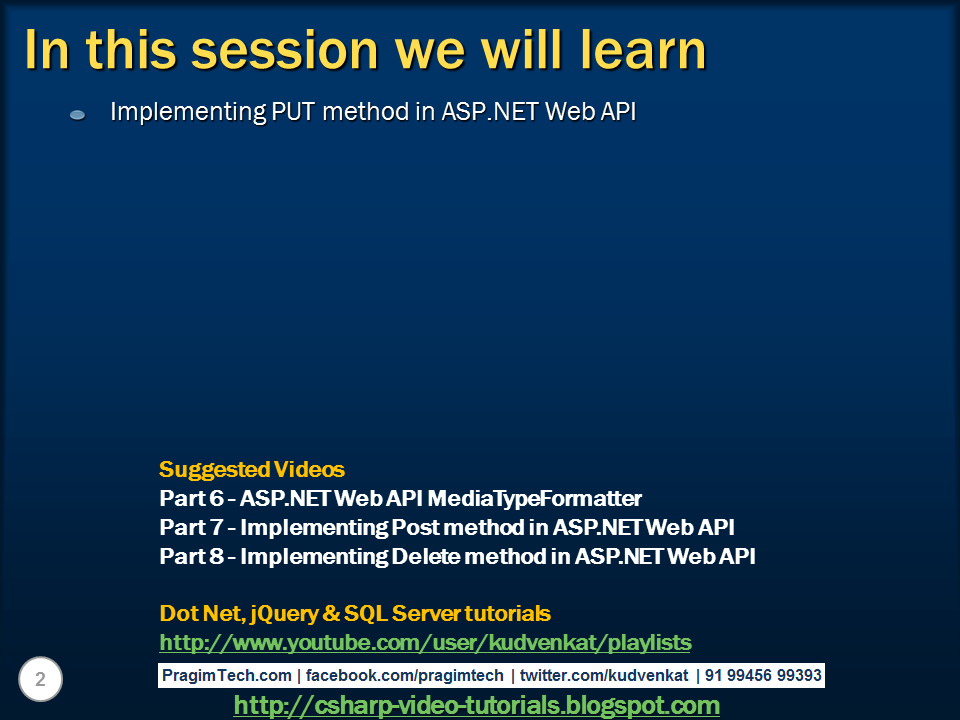 In this session we will learn
Implementing PUT method in ASP.NET Web API
Suggested Videos
Part 6 - ASP.NET Web API MediaTypeFormatter
Part 7 - Implementing Post method in ASP.NET Web API
Part 8 - Implementing Delete method in ASP.NET Web API
Dot Net, jQuery & SQL Server tutorials
http://www.youtube.com/user/kudvenkat/playlists
2
PragimTech.com | facebook.com/pragimtech | twitter.com/kudvenkat | 91 99456 99393
http://csharp-video-tutorials.blogspot.com